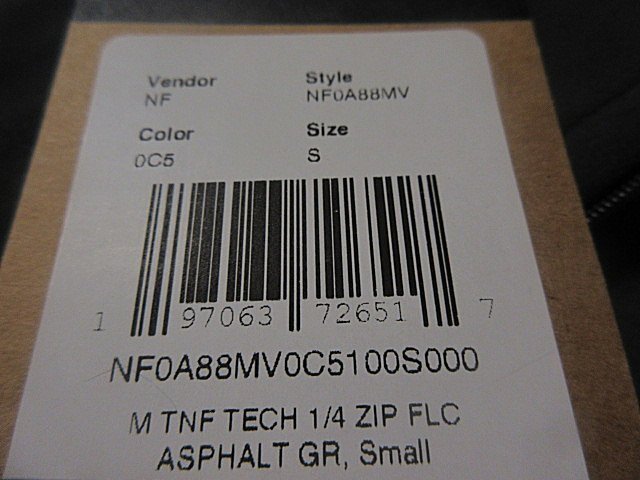 Vendor Style
NF NF0A88MV
Color Size
0C5 S
1 97063 72651 7
NF0A88MV0C5100S000
M TNF TECH 1/4 ZIP FLC
ASPHALT GR, Small